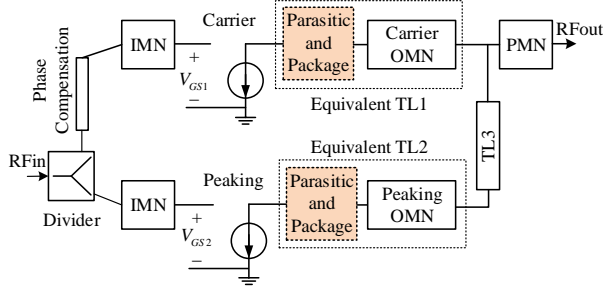 Phase
Compensation
IMN
+
V_GS1
−
Carrier
Parasitic
and
Package
Carrier
OMN
Equivalent TL1
PMN
RFout
RFin
Divider
IMN
+
V_GS2
−
Peaking
Equivalent TL2
Parasitic
and
Package
Peaking
OMN
TL3